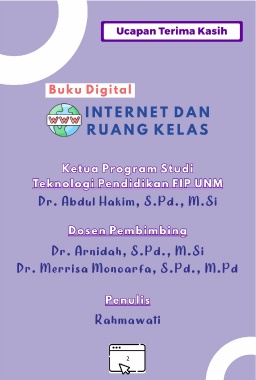 Ucapan Terima Kasih
Buku Digital
WWW
INTERNET DAN
RUANG KELAS
Ketua Program Studi
Teknologi Pendidikan FIP UNM
Dr. Abdul Hakim, S.Pd., M.Si
Dosen Pembimbing
Dr. Arnidah, S.Pd., M.Si
Dr. Merrisa Monoarfa, S.Pd., M.Pd
Penulis
Rahmawati
2